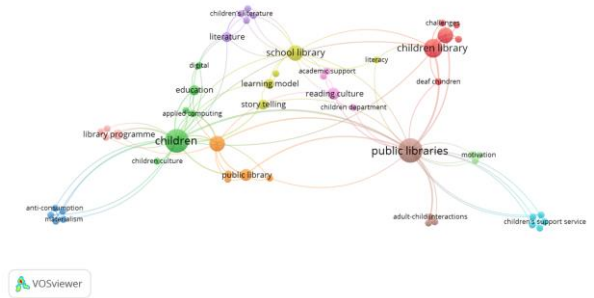 children's literature
challenges
literature
children library
school library
literacy
digital
academic support
deaf chundren
learning model
education
reading culture
story telling
children department
applied computing
library programme
children
public libraries
motivation
children culture
public library
anti-consumption
materialism
adult-child interactions
children's support service
VOSviewer